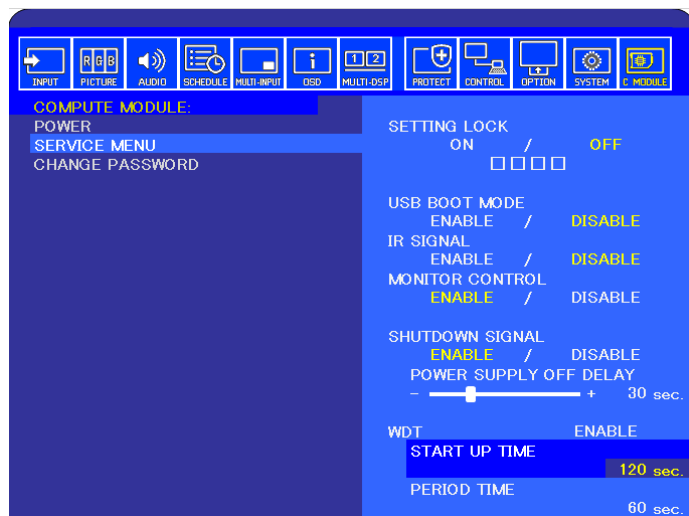 INPUT PICTURE AUDIO SCHEDULE MULTI-INPUT OSD MULTI-DSP PROTECT CONTROL OPTION SYSTEM C MODULE
RGB
i
1 2
COMPUTE MODULE:
POWER
SERVICE MENU
CHANGE PASSWORD
SETTING LOCK
ON / OFF
USB BOOT MODE
ENABLE / DISABLE
IR SIGNAL
ENABLE / DISABLE
MONITOR CONTROL
ENABLE / DISABLE
SHUTDOWN SIGNAL
ENABLE / DISABLE
POWER SUPPLY OFF DELAY
- + 30 sec.
WDT ENABLE
START UP TIME
120 sec.
PERIOD TIME
60 sec.